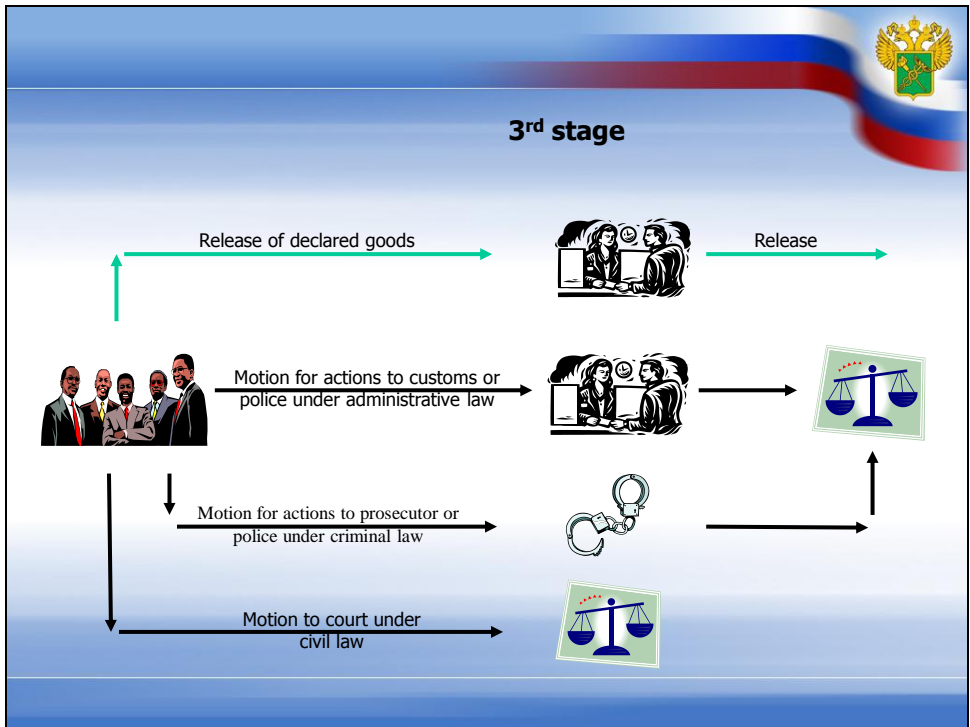 3rd stage
Release of declared goods
Release
Motion for actions to customs or
police under administrative law
Motion for actions to prosecutor or
police under criminal law
Motion to court under
civil law